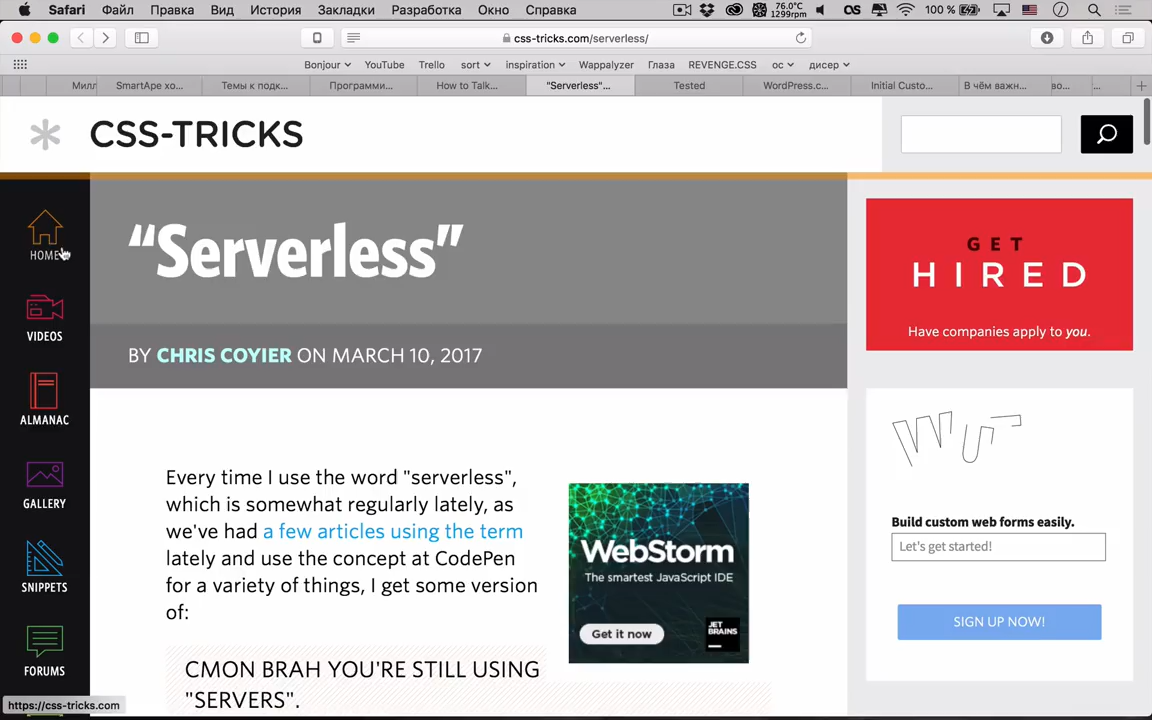 Safari Файл Правка Вид История Закладки Разработка Окно Справка 76.0°C 1299rpm 100 %
css-tricks.com/serverless/
Bonjour YouTube Trello sort inspiration Wappalyzer Глаза REVENGE.CSS ос дисер
Милл SmartApe хо... Темы к подк... Программи... How to Talk... "Serverless"... Tested WordPress.c... Initial Custo... В чём важн... во... ...
CSS-TRICKS
HOME
VIDEOS
ALMANAC
GALLERY
SNIPPETS
FORUMS
“Serverless”
BY CHRIS COYIER ON MARCH 10, 2017
Every time I use the word "serverless",
which is somewhat regularly lately, as
we've had a few articles using the term
lately and use the concept at CodePen
for a variety of things, I get some version
of:
CMON BRAH YOU'RE STILL USING
"SERVERS".
WebStorm
The smartest JavaScript IDE
Get it now
JET
BRAINS
GET
HIRED
Have companies apply to you.
WUT
Build custom web forms easily.
Let's get started!
SIGN UP NOW!
https://css-tricks.com